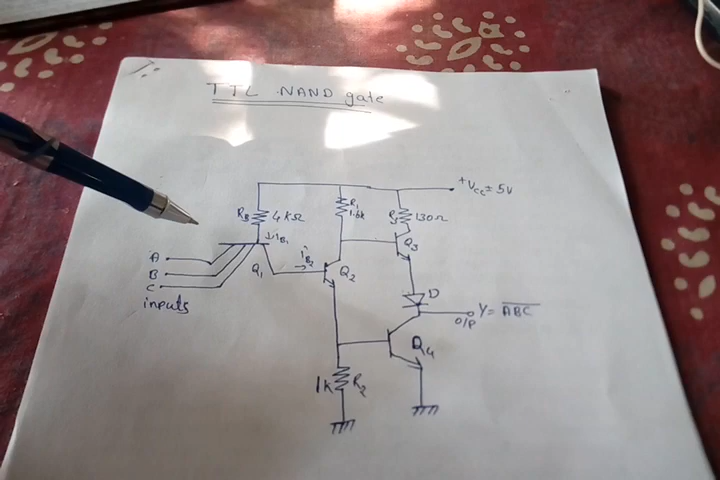 TTL NAND gate
+Vcc = 5V
RB 4KΩ
R1 1.6k
R3 130Ω
↓iB1
A
B
C
inputs
Q1
iB2 →
Q2
Q3
D
Y = A̅B̅C̅
O/P
Q4
1k R2